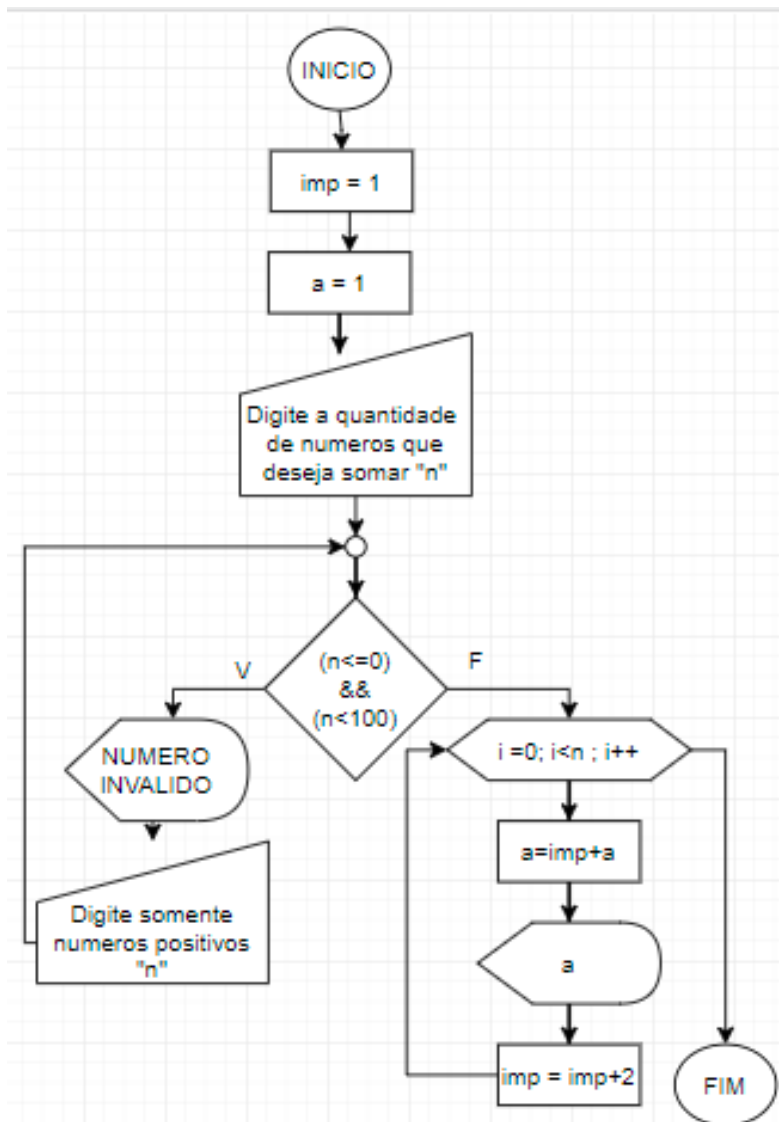 INICIO
imp = 1
a = 1
Digite a quantidade
de numeros que
deseja somar "n"
(n<=0)
&&
(n<100)
V
F
NUMERO
INVALIDO
Digite somente
numeros positivos
"n"
i =0; i<n ; i++
a=imp+a
a
imp = imp+2
FIM